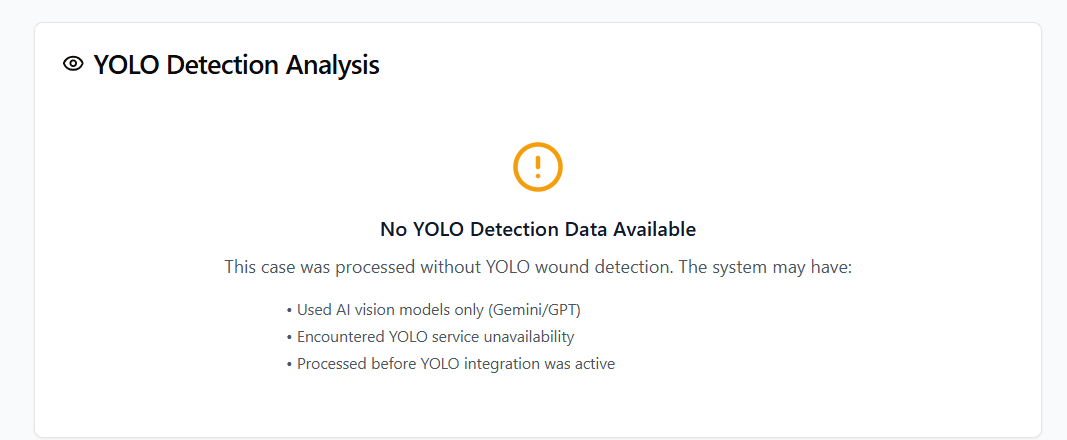 YOLO Detection Analysis
No YOLO Detection Data Available
This case was processed without YOLO wound detection. The system may have:
• Used AI vision models only (Gemini/GPT)
• Encountered YOLO service unavailability
• Processed before YOLO integration was active